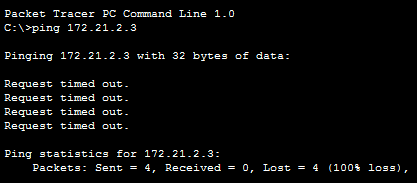 Packet Tracer PC Command Line 1.0
C:\>ping 172.21.2.3
Pinging 172.21.2.3 with 32 bytes of data:
Request timed out.
Request timed out.
Request timed out.
Request timed out.
Ping statistics for 172.21.2.3:
Packets: Sent = 4, Received = 0, Lost = 4 (100% loss),